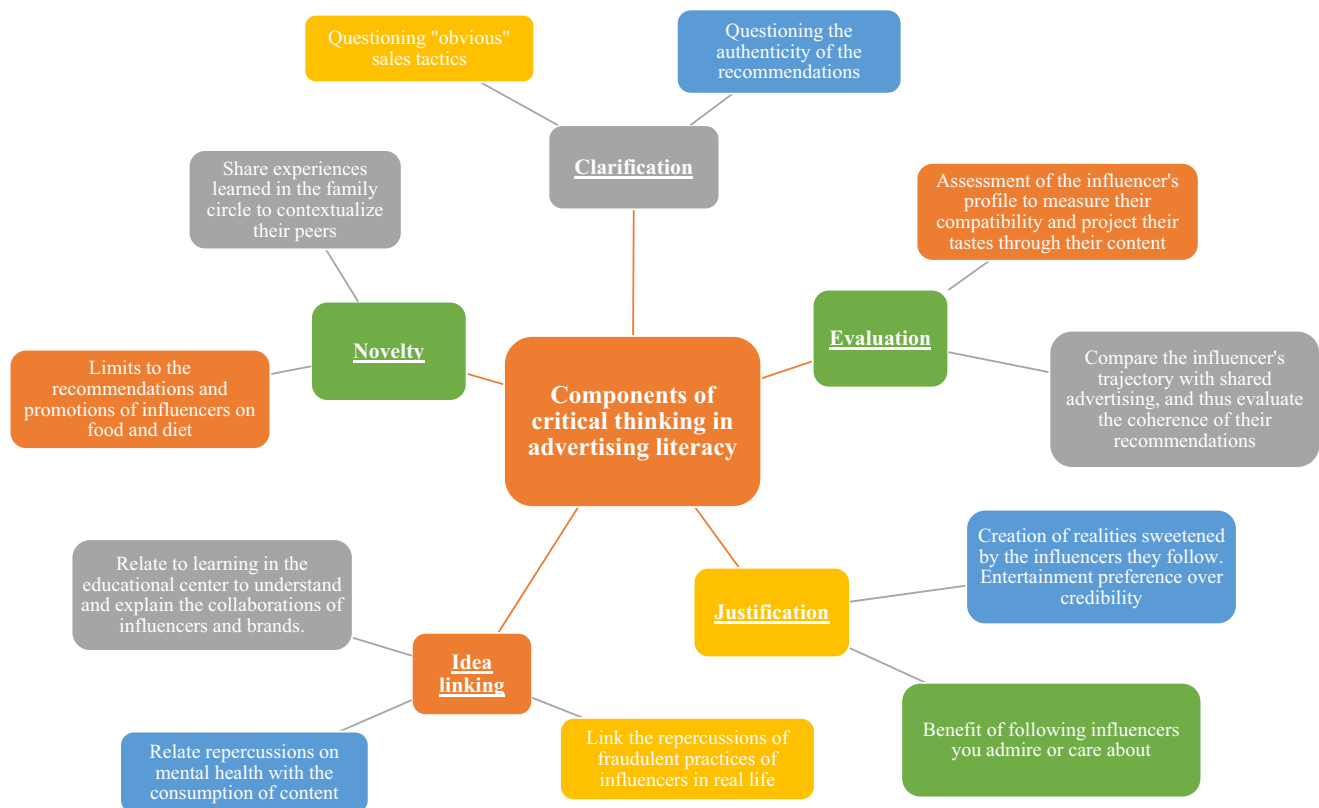 Questioning "obvious"
sales tactics
Questioning the
authenticity of the
recommendations
Clarification
Share experiences
learned in the family
circle to contextualize
their peers
Assessment of the influencer's
profile to measure their
compatibility and project their
tastes through their content
Novelty
Evaluation
Limits to the
recommendations and
promotions of influencers on
food and diet
Components of
critical thinking in
advertising literacy
Compare the influencer's
trajectory with shared
advertising, and thus evaluate
the coherence of their
recommendations
Relate to learning in the
educational center to understand
and explain the collaborations of
influencers and brands.
Creation of realities sweetened
by the influencers they follow.
Entertainment preference over
credibility
Justification
Idea
linking
Relate repercussions on
mental health with the
consumption of content
Link the repercussions of
fraudulent practices of
influencers in real life
Benefit of following influencers
you admire or care about